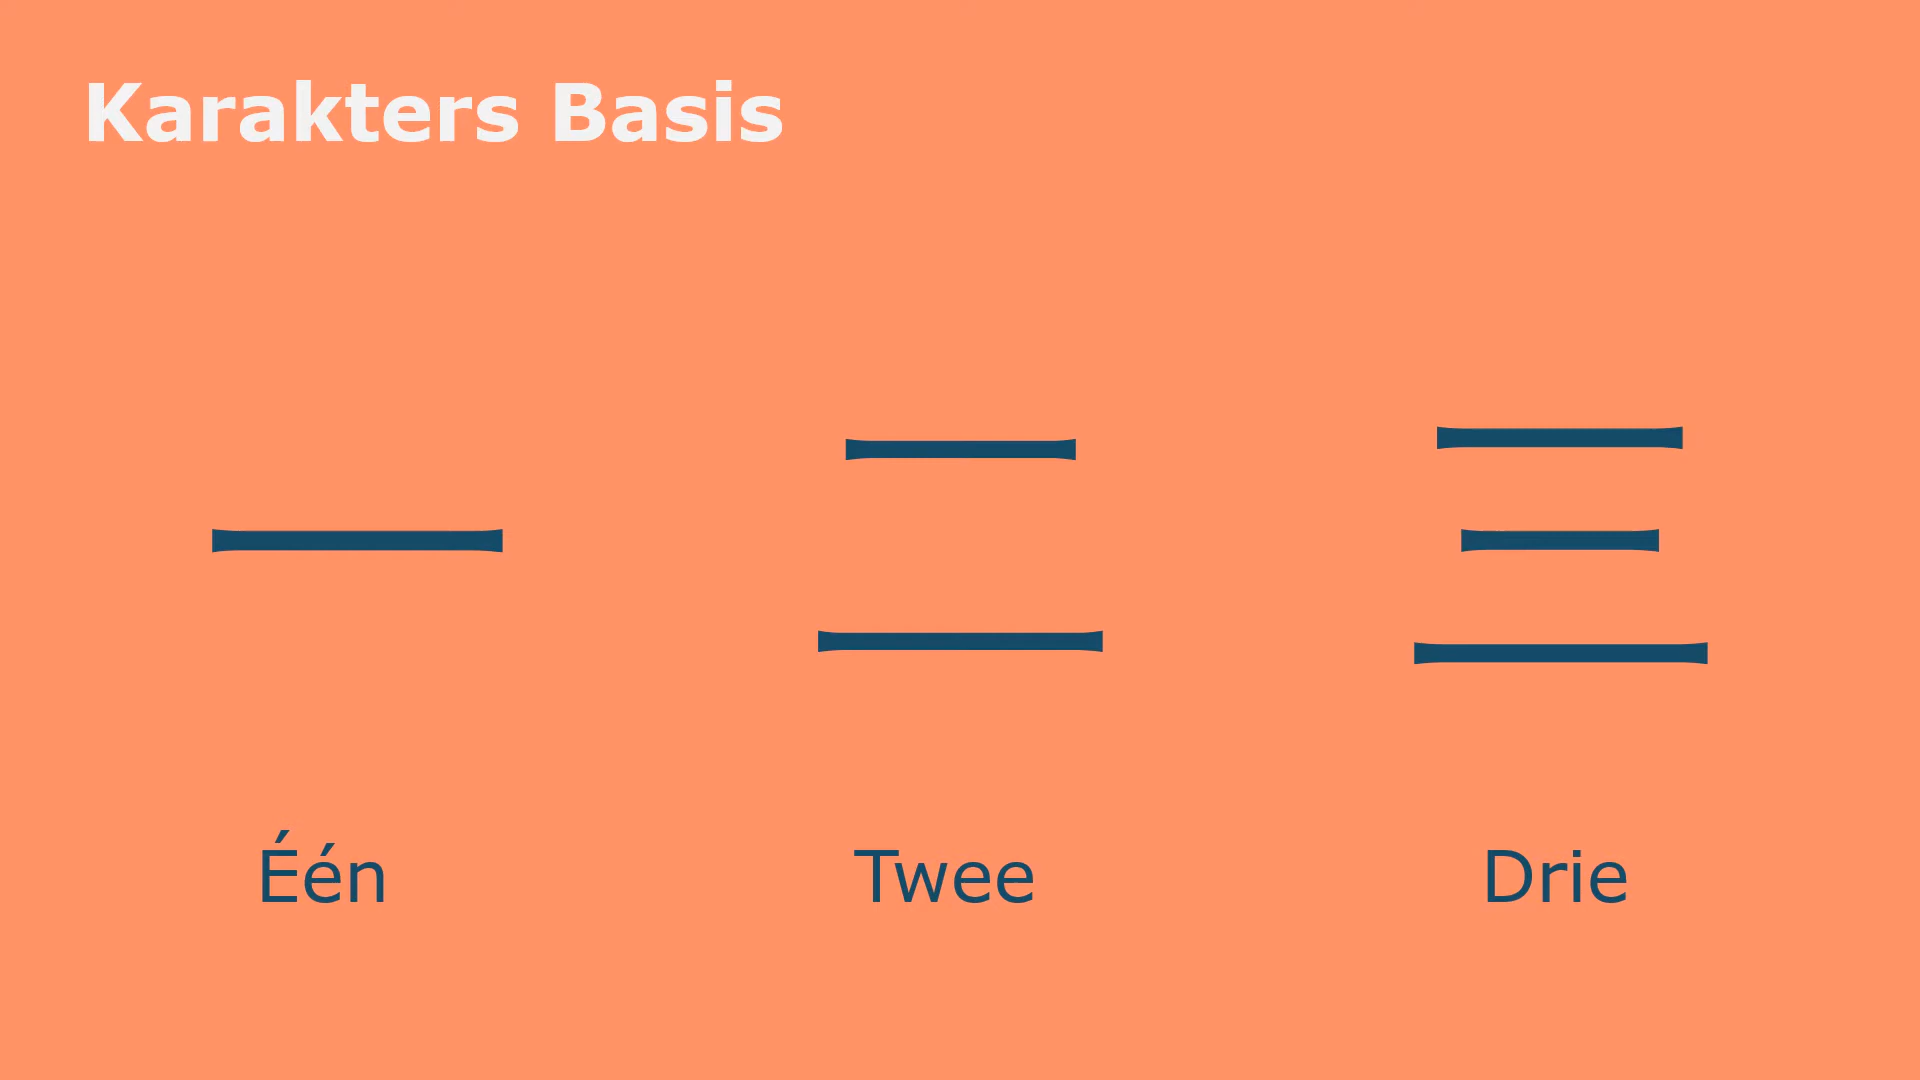 Karakters Basis
一 二 三
Één Twee Drie